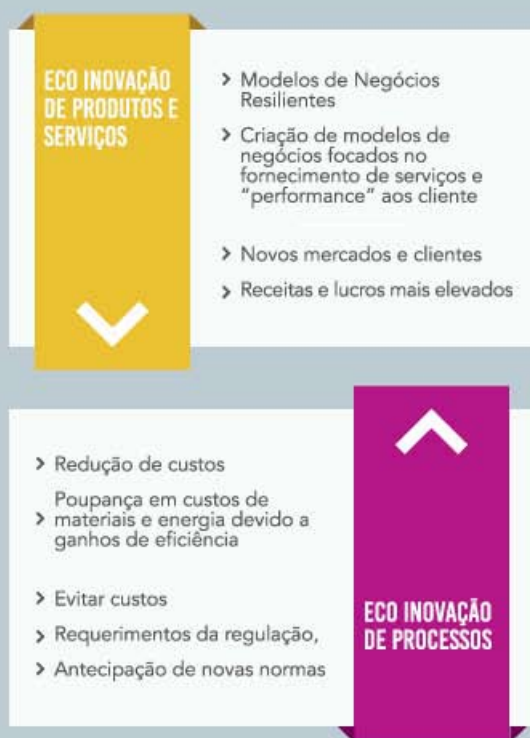 ECO INOVAÇÃO
DE PRODUTOS E
SERVIÇOS
> Modelos de Negócios
Resilientes
> Criação de modelos de
negócios focados no
fornecimento de serviços e
“performance” aos cliente
> Novos mercados e clientes
> Receitas e lucros mais elevados
> Redução de custos
Poupança em custos de
> materiais e energia devido a
ganhos de eficiência
> Evitar custos
> Requerimentos da regulação,
> Antecipação de novas normas
ECO INOVAÇÃO
DE PROCESSOS